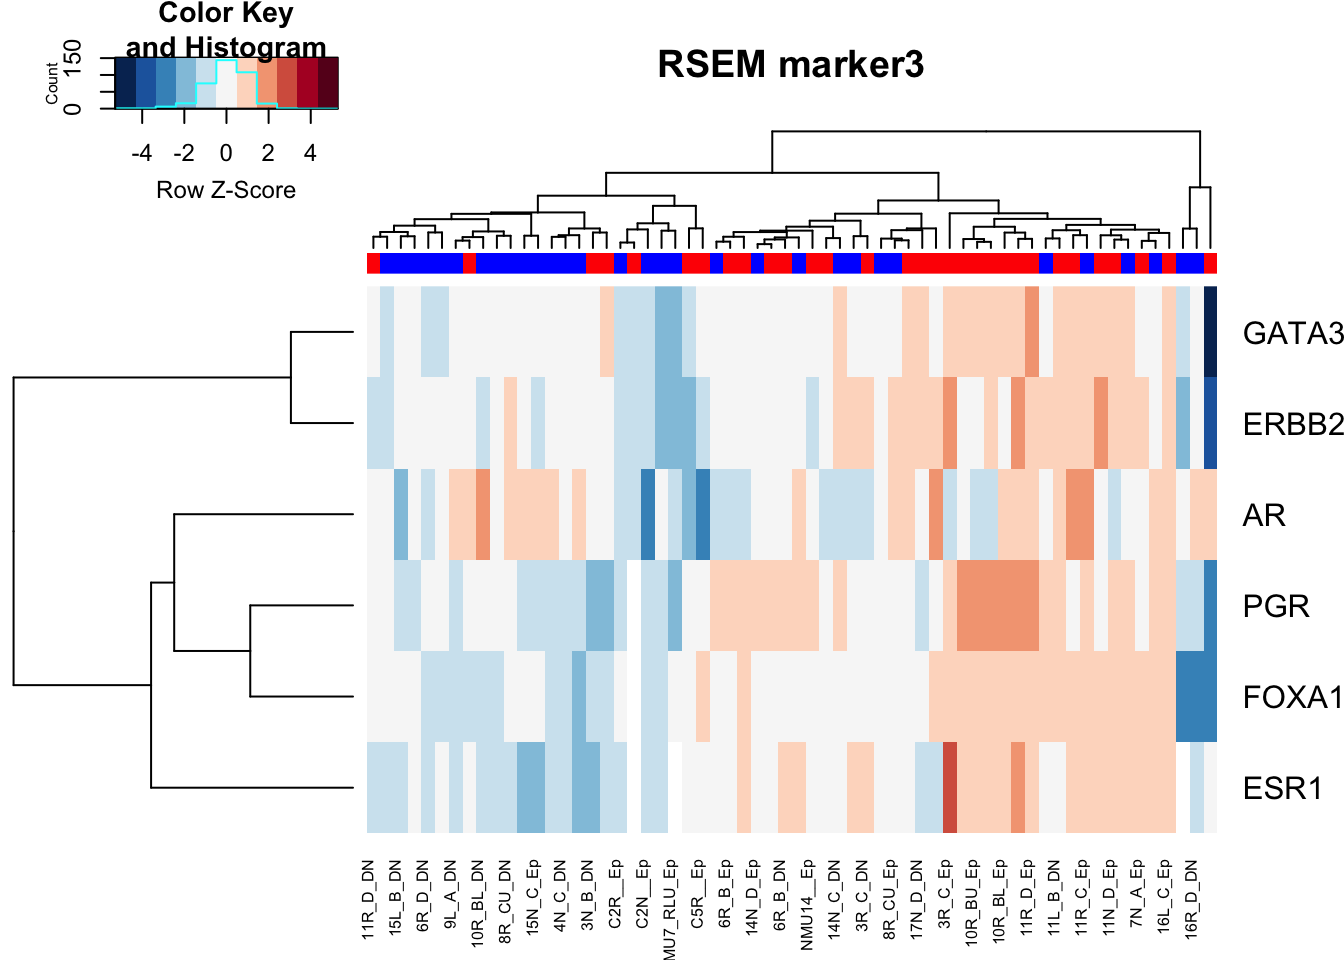 Color Key
and Histogram
Count
0 150
-4 -2 0 2 4
Row Z-Score
RSEM marker3
GATA3
ERBB2
AR
PGR
FOXA1
ESR1
11R_D_DN
15L_B_DN
6R_D_DN
9L_A_DN
10R_BL_DN
8R_CU_DN
15N_C_Ep
4N_C_DN
3N_B_DN
C2R__Ep
C2N__Ep
MU7_RLU_Ep
C5R__Ep
6R_B_Ep
14N_D_Ep
6R_B_DN
NMU14__Ep
14N_C_DN
3R_C_DN
8R_CU_Ep
17N_D_DN
3R_C_Ep
10R_BU_Ep
10R_BL_Ep
11R_D_Ep
11L_B_DN
11R_C_Ep
11N_D_Ep
7N_A_Ep
16L_C_Ep
16R_D_DN